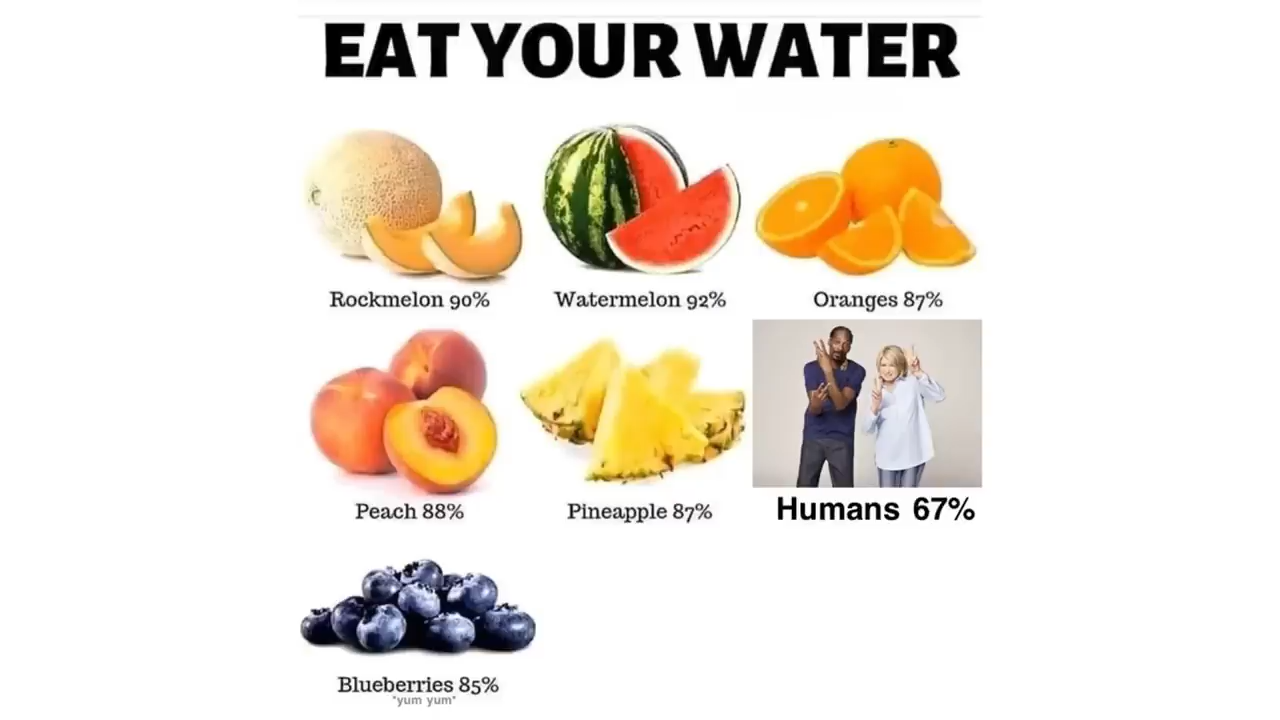 EAT YOUR WATER
Rockmelon 90%
Watermelon 92%
Oranges 87%
Peach 88%
Pineapple 87%
Humans 67%
Blueberries 85%
*yum yum*